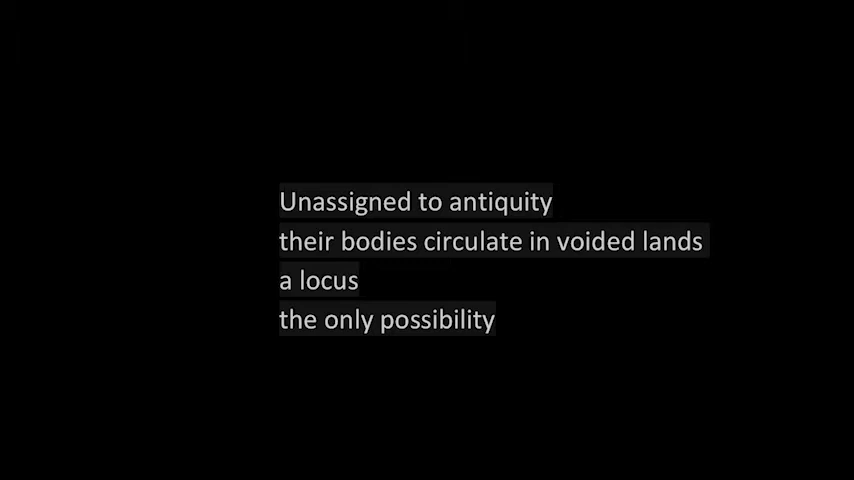 Unassigned to antiquity
their bodies circulate in voided lands
a locus
the only possibility